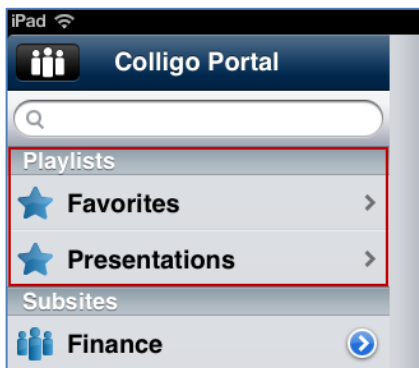 iPad
Colligo Portal
Playlists
Favorites
Presentations
Subsites
Finance